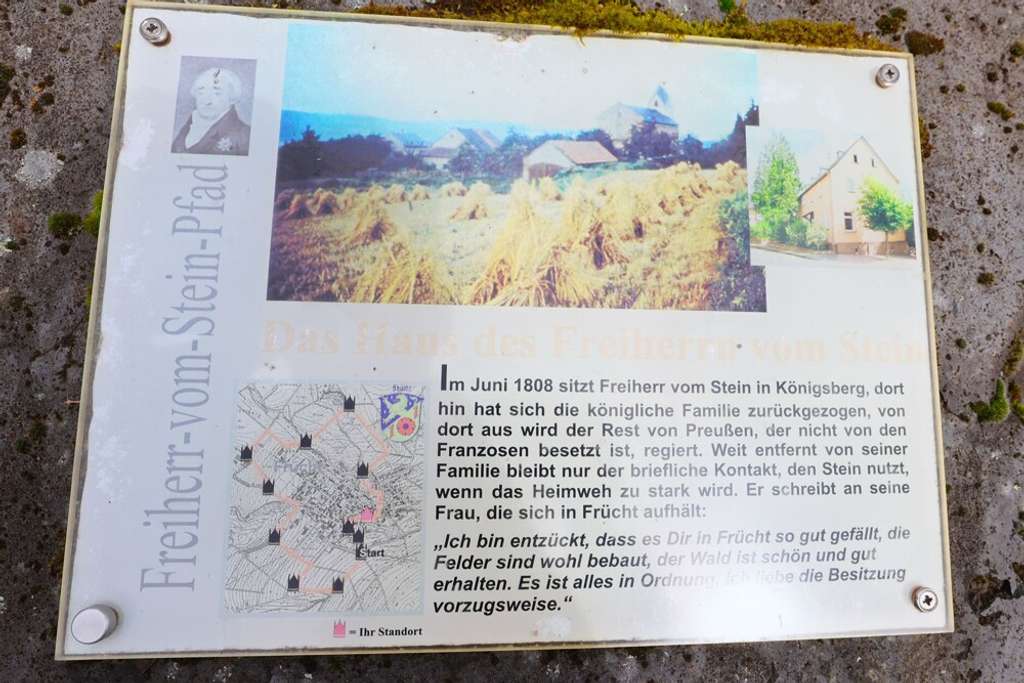 Freiherr-vom-Stein-Pfad
Das Haus des Freiherrn vom Stein
Im Juni 1808 sitzt Freiherr vom Stein in Königsberg, dort
hin hat sich die königliche Familie zurückgezogen, von
dort aus wird der Rest von Preußen, der nicht von den
Franzosen besetzt ist, regiert. Weit entfernt von seiner
Familie bleibt nur der briefliche Kontakt, den Stein nutzt,
wenn das Heimweh zu stark wird. Er schreibt an seine
Frau, die sich in Frücht aufhält:
„Ich bin entzückt, dass es Dir in Frücht so gut gefällt, die
Felder sind wohl bebaut, der Wald ist schön und gut
erhalten. Es ist alles in Ordnung, ich liebe die Besitzung
vorzugsweise.“
Frücht
Start
= Ihr Standort